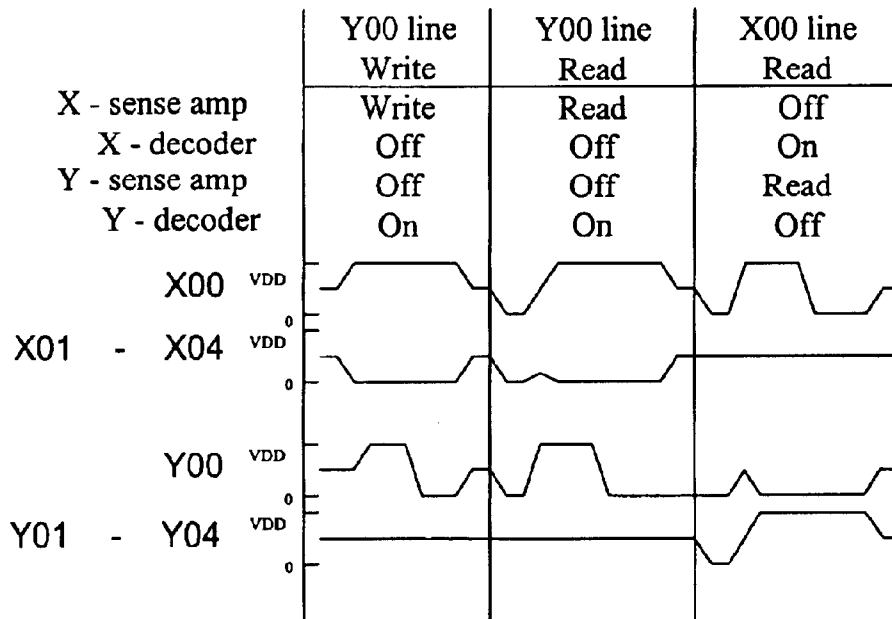 Y00 line Y00 line X00 line
Write Read Read
X - sense amp Write Read Off
X - decoder Off Off On
Y - sense amp Off Off Read
Y - decoder On On Off
X00 VDD
0
X01 - X04 VDD
0
Y00 VDD
0
Y01 - Y04 VDD
0